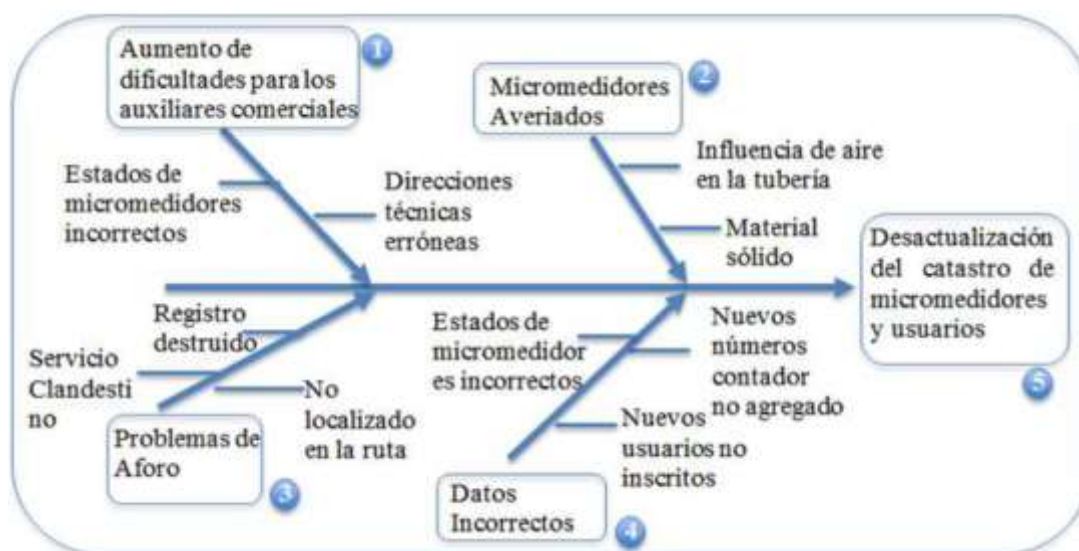 Aumento de
dificultades para los
auxiliares comerciales
1
Estados de
micromedidores
incorrectos
Direcciones
técnicas
erróneas
Micromedidores
Averiados
2
Influencia de aire
en la tubería
Material
sólido
Desactualización
del catastro de
micromedidores
y usuarios
5
Registro
destruido
Servicio
Clandesti
no
No
localizado
en la ruta
Problemas de
Aforo
3
Estados de
micromedidor
es incorrectos
Nuevos
números
contador
no agregado
Nuevos
usuarios no
inscritos
Datos
Incorrectos
4